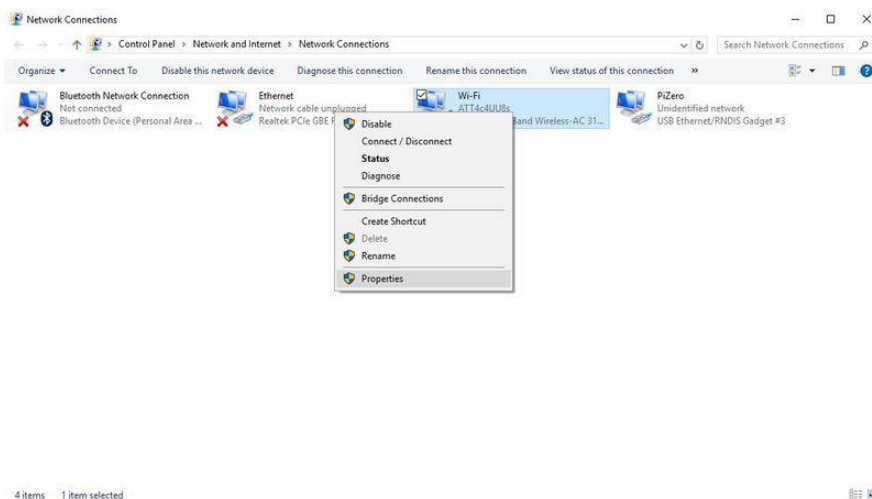 Network Connections
Control Panel > Network and Internet > Network Connections
Search Network Connections
Organize
Connect To
Disable this network device
Diagnose this connection
Rename this connection
View status of this connection
»
Bluetooth Network Connection
Not connected
Bluetooth Device (Personal Area ...
Ethernet
Network cable unplugged
Realtek PCIe GBE F
Wi-Fi
ATT4c4UU8s
Band Wireless-AC 31...
PiZero
Unidentified network
USB Ethernet/RNDIS Gadget #3
Disable
Connect / Disconnect
Status
Diagnose
Bridge Connections
Create Shortcut
Delete
Rename
Properties
4 items
1 item selected